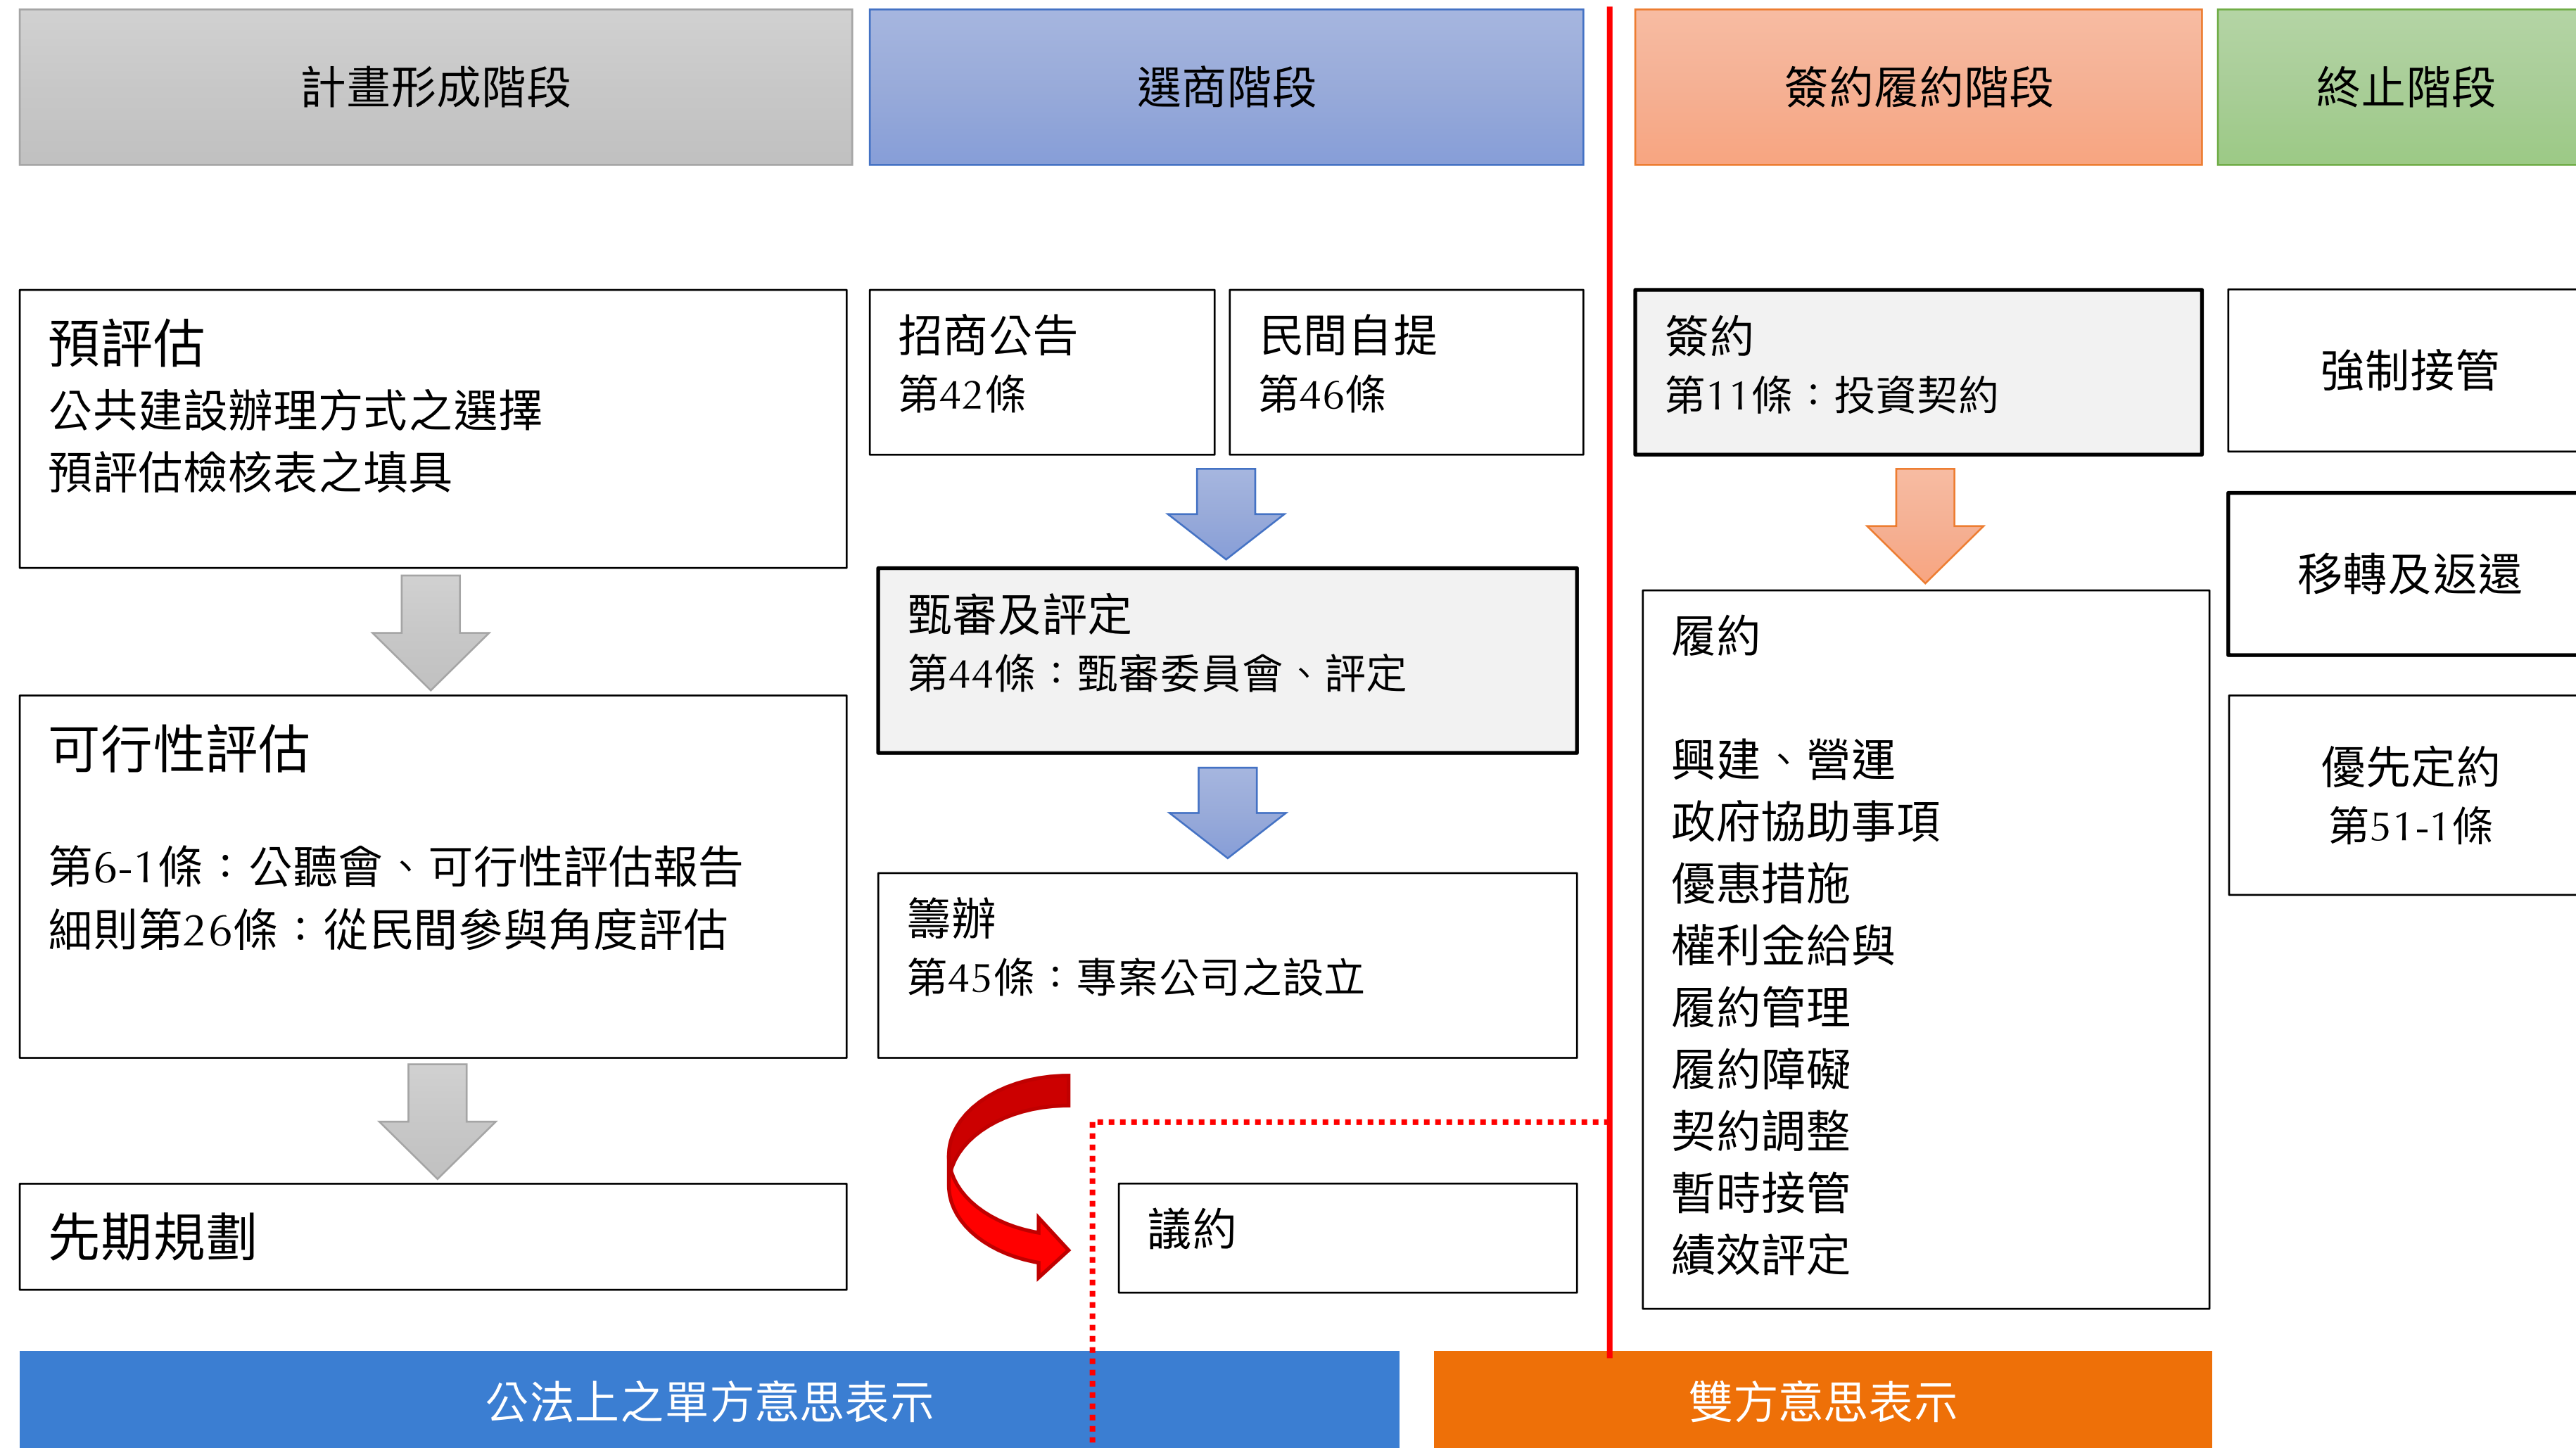 計畫形成階段
選商階段
簽約履約階段
終止階段
預評估
公共建設辦理方式之選擇
預評估檢核表之填具
可行性評估
第6-1條：公聽會、可行性評估報告
細則第26條：從民間參與角度評估
先期規劃
招商公告
第42條
民間自提
第46條
甄審及評定
第44條：甄審委員會、評定
籌辦
第45條：專案公司之設立
議約
簽約
第11條：投資契約
履約
興建、營運
政府協助事項
優惠措施
權利金給與
履約管理
履約障礙
契約調整
暫時接管
績效評定
強制接管
移轉及返還
優先定約
第51-1條
公法上之單方意思表示
雙方意思表示